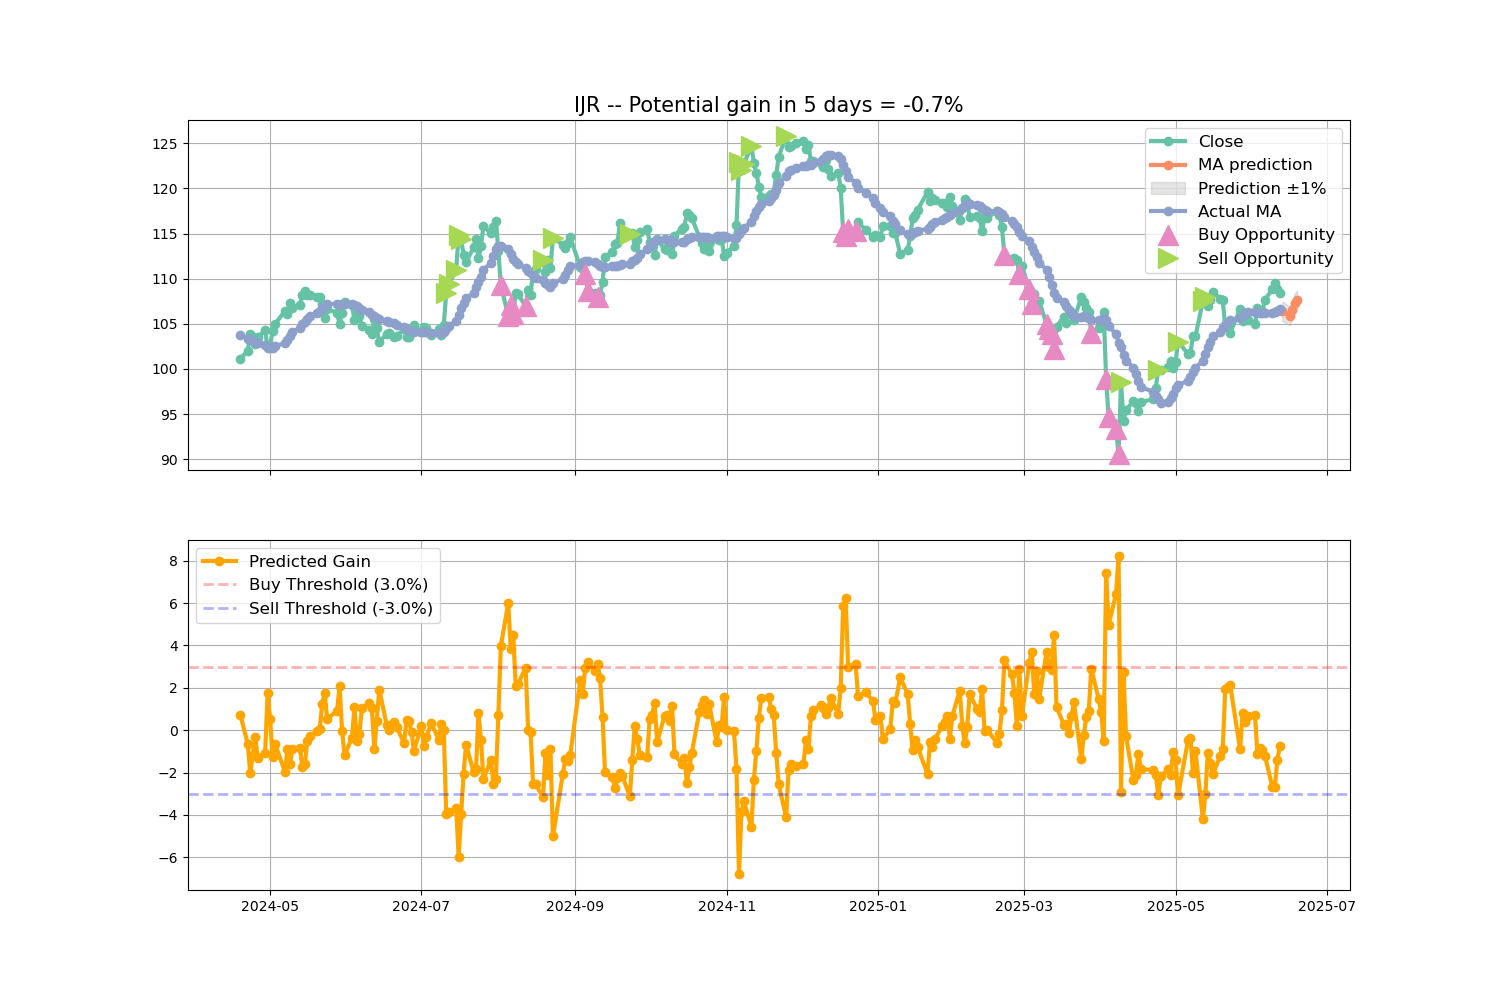 IJR -- Potential gain in 5 days = -0.7%
125
120
115
110
105
100
95
90
Close
MA prediction
Prediction ±1%
Actual MA
Buy Opportunity
Sell Opportunity
8
6
4
2
0
−2
−4
−6
Predicted Gain
Buy Threshold (3.0%)
Sell Threshold (-3.0%)
2024-05
2024-07
2024-09
2024-11
2025-01
2025-03
2025-05
2025-07